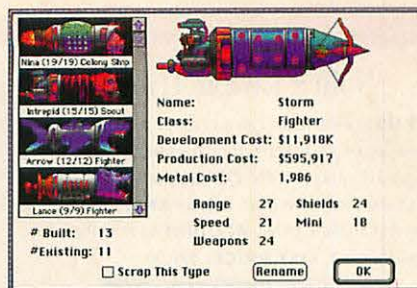 Nina (19/19) Colony Ship
Intrepid (15/15) Scout
Arrow (12/12) Fighter
Lance (9/9) Fighter
# Built: 13
#Existing: 11
Name: Storm
Class: Fighter
Development Cost: $11,918K
Production Cost: $595,917
Metal Cost: 1,986
Range 27 Shields 24
Speed 21 Mini 18
Weapons 24
Scrap This Type
Rename
OK